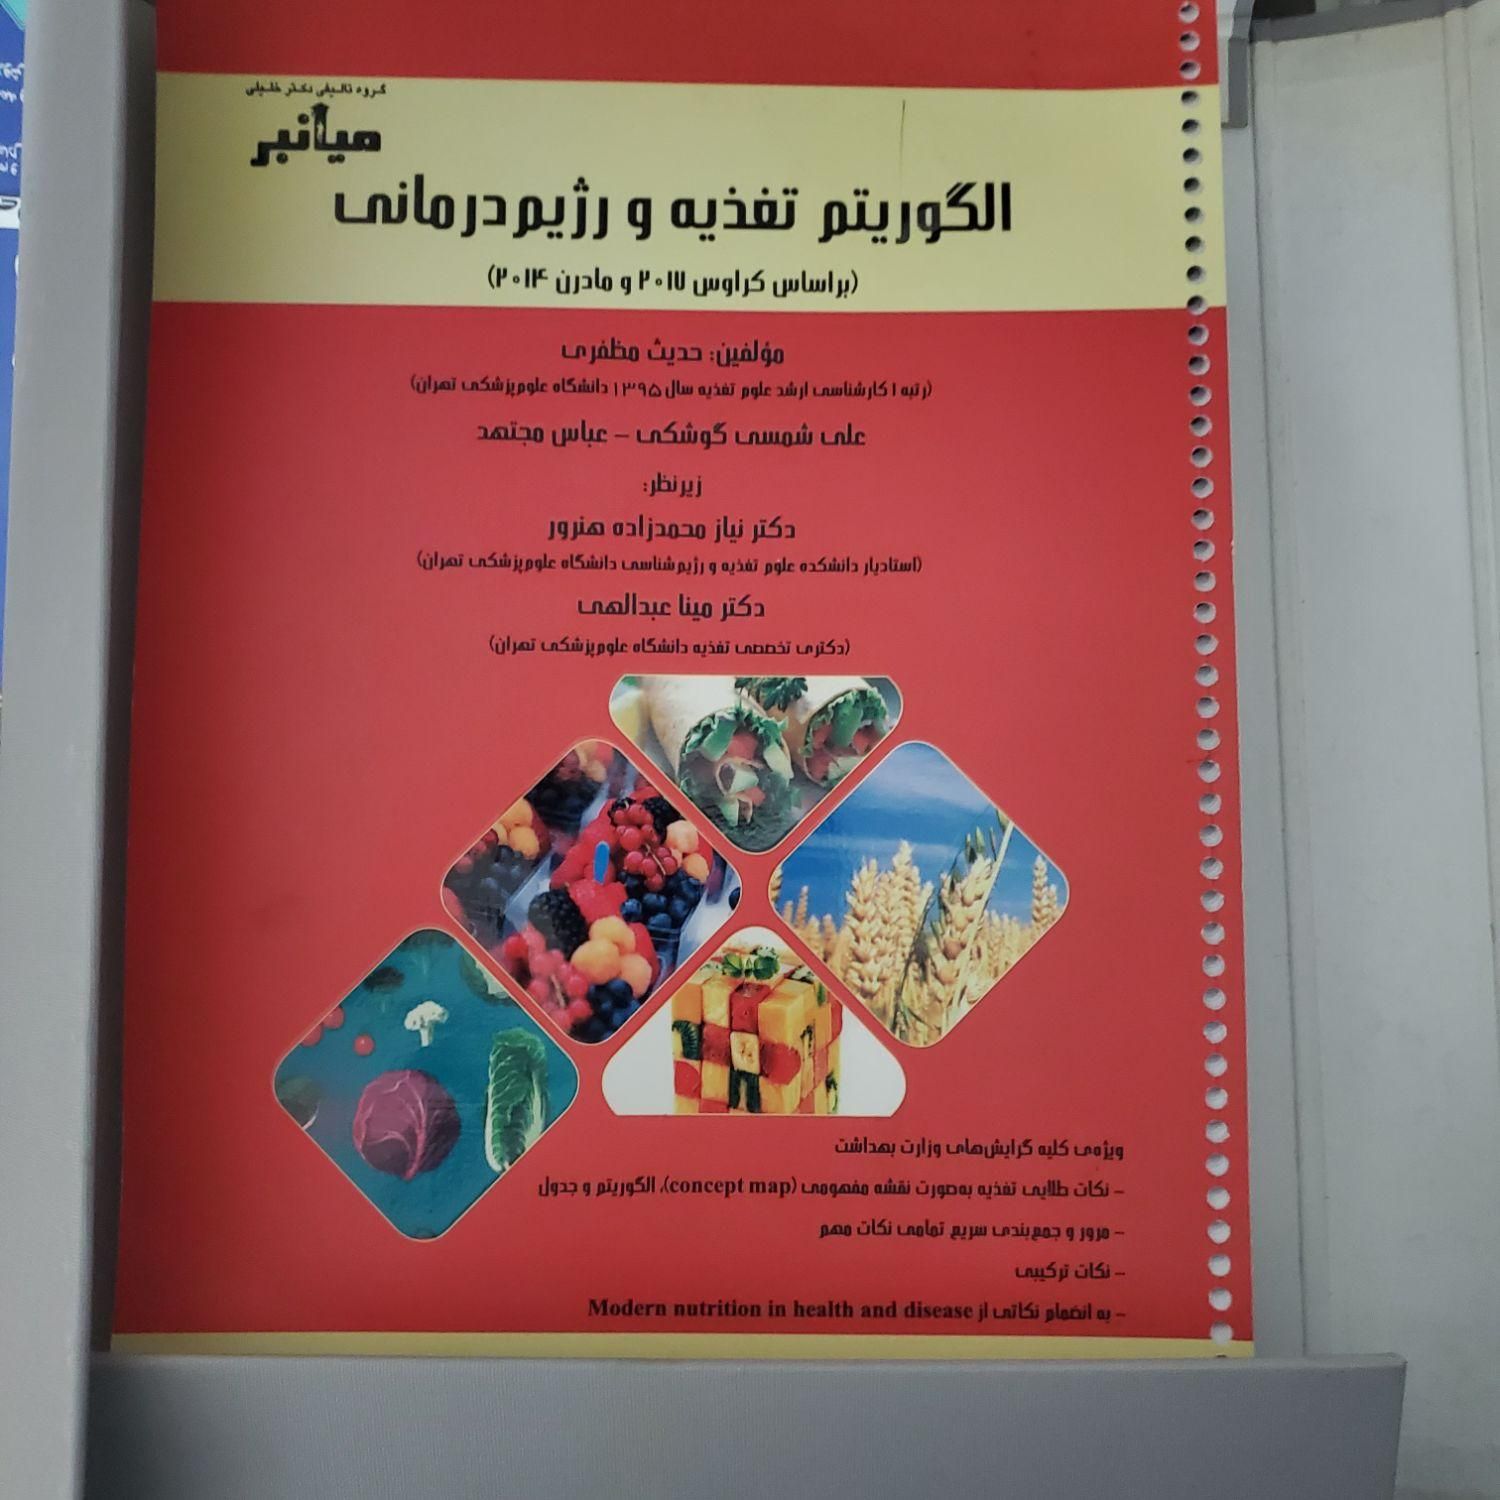 گروه تالیفی دکتر خلیلی
میانبر
الگوریتم تغذیه و رژیم‌درمانی
(براساس کراوس ۲۰۱۷ و مادرن ۲۰۱۴)
مؤلفین: حدیث مظفری
(رتبه ۱ کارشناسی ارشد علوم تغذیه سال ۱۳۹۵ دانشگاه علوم‌پزشکی تهران)
علی شمسی گوشکی – عباس مجتهد
زیرنظر:
دکتر نیاز محمدزاده هنرور
(استادیار دانشکده علوم تغذیه و رژیم‌شناسی دانشگاه علوم‌پزشکی تهران)
دکتر مینا عبدالهی
(دکتری تخصصی تغذیه دانشگاه علوم‌پزشکی تهران)
ویژه‌ی کلیه گرایش‌های وزارت بهداشت
– نکات طلایی تغذیه به‌صورت نقشه مفهومی (concept map)، الگوریتم و جدول
– مرور و جمع‌بندی سریع تمامی نکات مهم
– نکات ترکیبی
– به انضمام نکاتی از Modern nutrition in health and disease